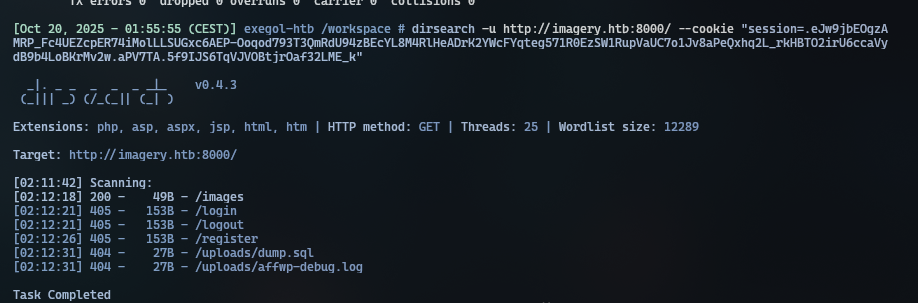 TX errors 0  dropped 0 overruns 0  carrier 0  collisions 0
[Oct 20, 2025 - 01:55:55 (CEST)] exegol-htb /workspace # dirsearch -u http://imagery.htb:8000/ --cookie "session=.eJw9jbEOgzA
MRP_Fc4UEZcpER74iMolLLSUGxc6AEP-Ooqod793T3QmRdU94zBEcYL8M4RlHeADrK2YWcFYqteg571R0EzSW1RupVaUC7o1Jv8aPeQxhq2L_rkHBTO2irU6ccaVy
dB9b4LoBKrMv2w.aPV7TA.5f9IJS6TqVJVOBtjrOaf32LME_k"
  _|. _ _  _  _  _ _|_    v0.4.3
 (_||| _) (/_(_|| (_| )
Extensions: php, asp, aspx, jsp, html, htm | HTTP method: GET | Threads: 25 | Wordlist size: 12289
Target: http://imagery.htb:8000/
[02:11:42] Scanning:
[02:12:18] 200 -    49B - /images
[02:12:21] 405 -   153B - /login
[02:12:21] 405 -   153B - /logout
[02:12:26] 405 -   153B - /register
[02:12:31] 404 -    27B - /uploads/dump.sql
[02:12:31] 404 -    27B - /uploads/affwp-debug.log
Task Completed